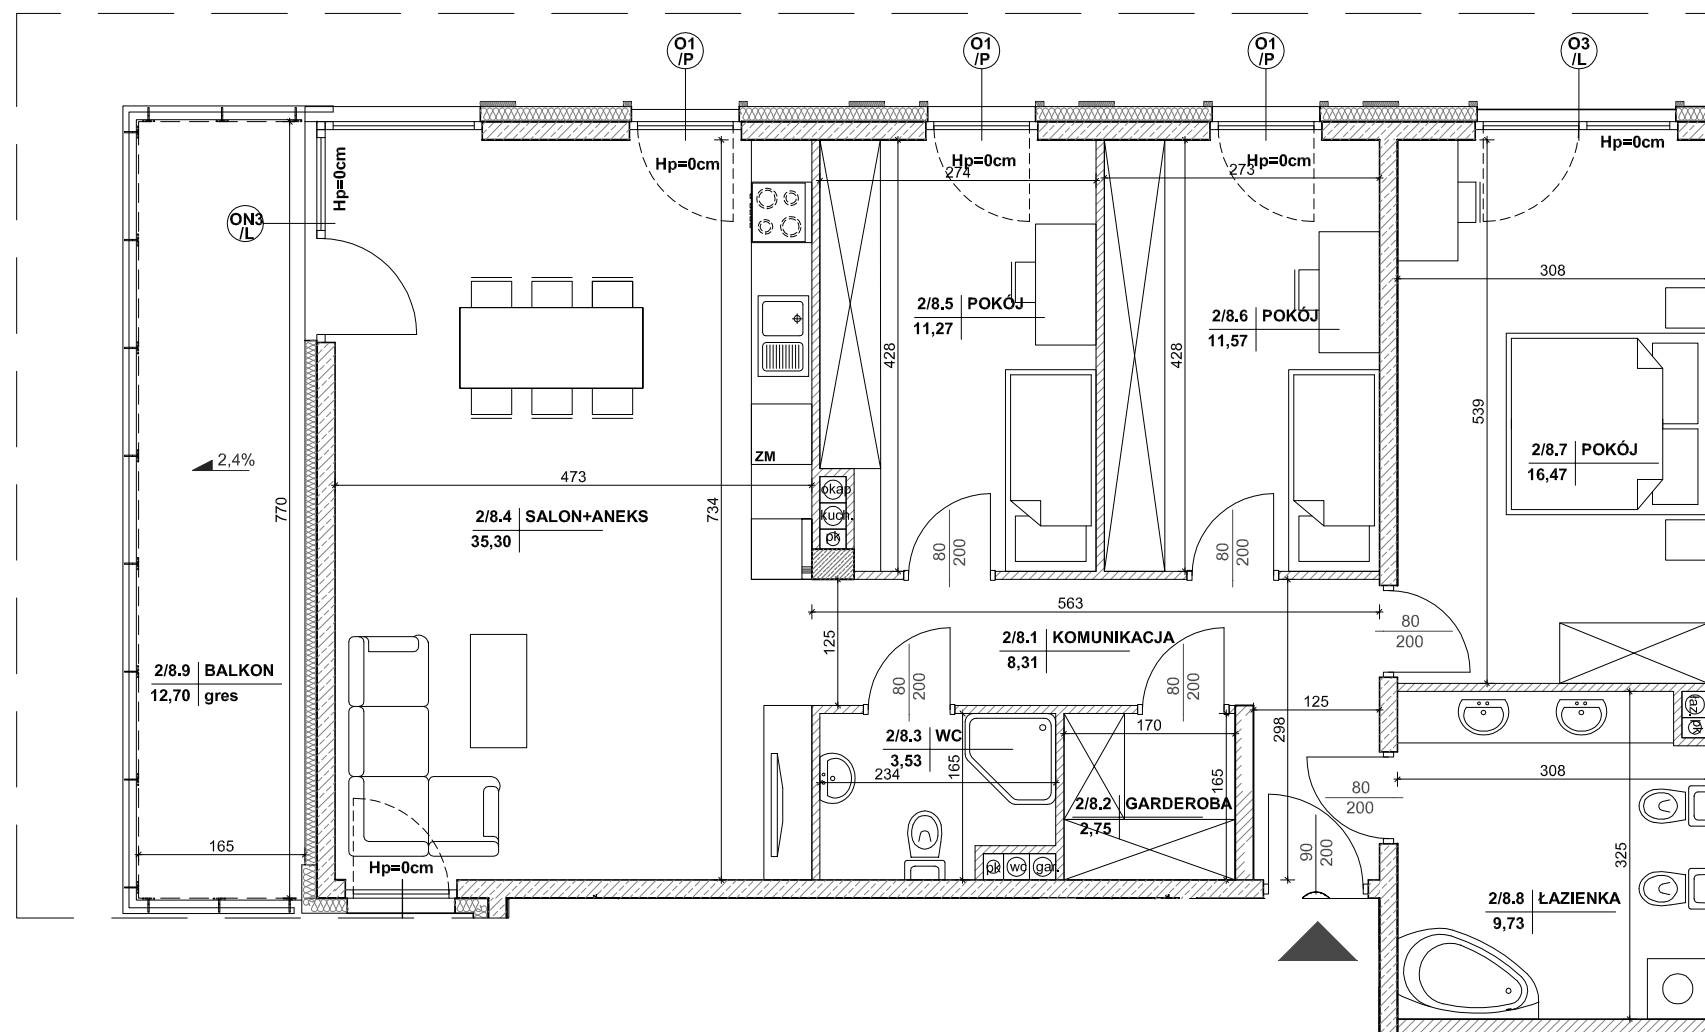 O1
/P
O1
/P
O1
/P
O3
/L
Hp=0cm
Hp=0cm
Hp=0cm
Hp=0cm
Hp=0cm
274
273
ON3
/L
308
2/8.5 POKÓJ
11,27
2/8.6 POKÓJ
11,57
428
428
539
2,4%
ZM
2/8.7 POKÓJ
16,47
473
okap
kuch.
pk
770
734
2/8.4 SALON+ANEKS
35,30
80
200
80
200
563
125
2/8.1 KOMUNIKACJA
8,31
80
200
2/8.9 BALKON
12,70 gres
80
200
80
200
125
298
170
łaz.
pk
2/8.3 WC
3,53
165
234
165
308
80
200
2/8.2 GARDEROBA
2,75
165
Hp=0cm
pk
wc
gar.
90
200
325
2/8.8 ŁAZIENKA
9,73